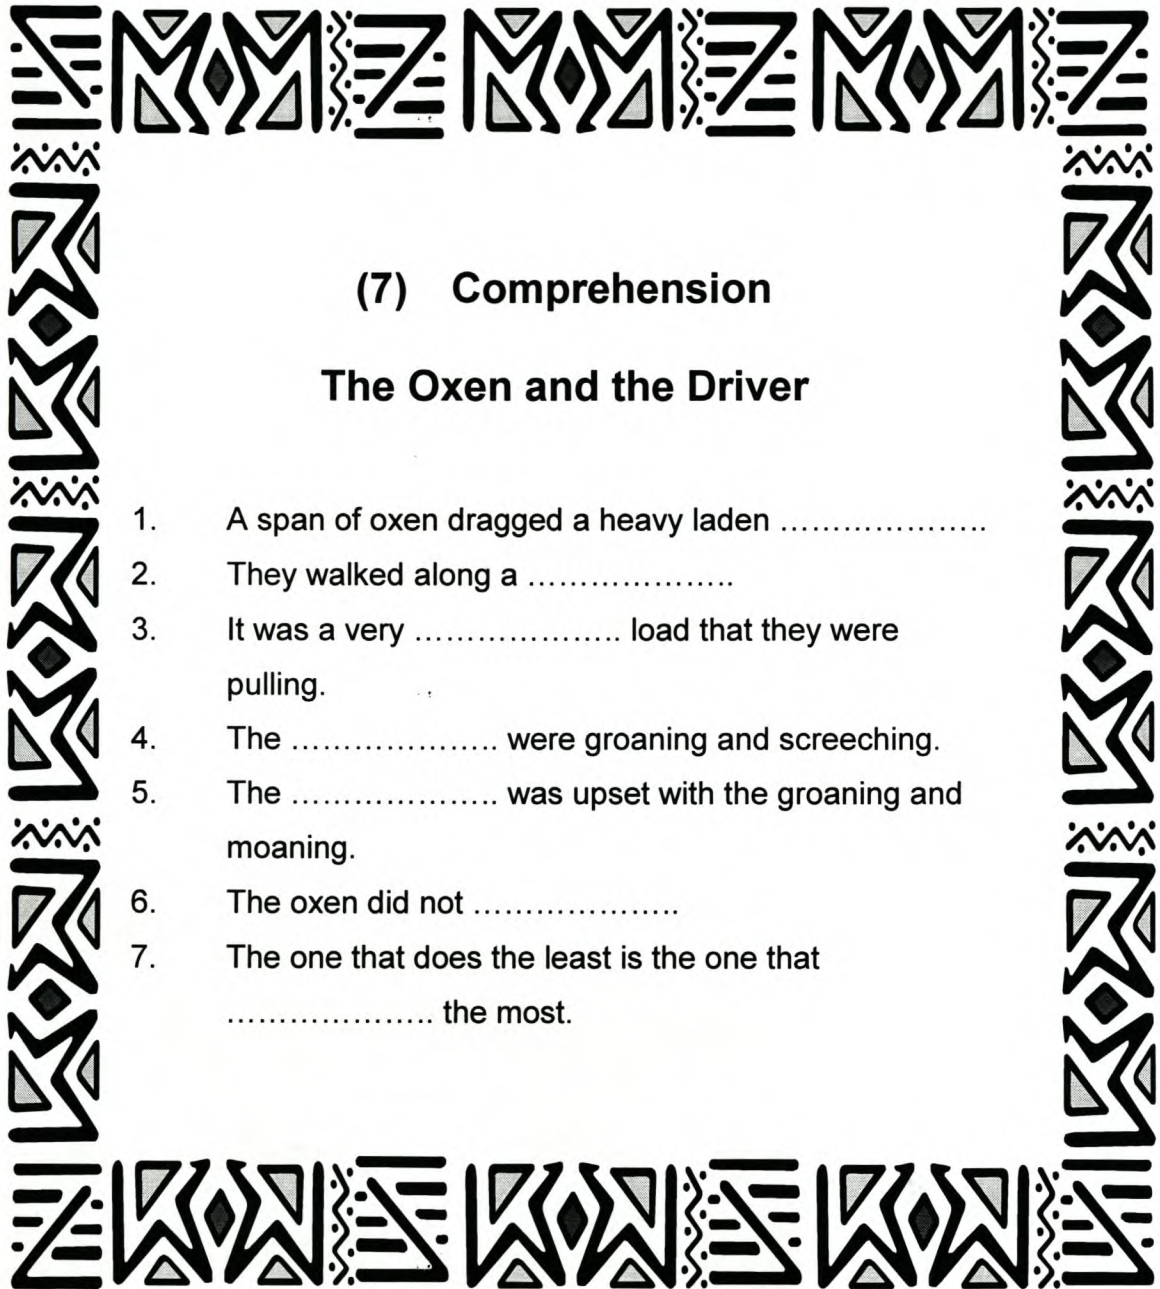 (7) Comprehension
The Oxen and the Driver
1. A span of oxen dragged a heavy laden ………………….
2. They walked along a ………………….
3. It was a very …………………. load that they were
pulling.
4. The …………………. were groaning and screeching.
5. The …………………. was upset with the groaning and
moaning.
6. The oxen did not ………………….
7. The one that does the least is the one that
…………………. the most.